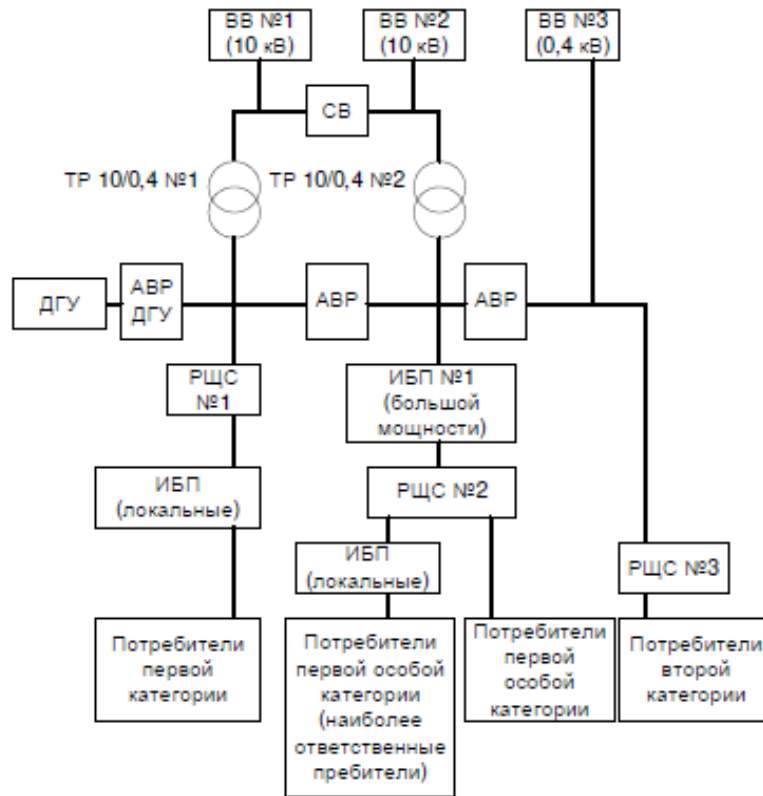 ВВ №1
(10 кВ)
ВВ №2
(10 кВ)
ВВ №3
(0,4 кВ)
СВ
ТР 10/0,4 №1
ТР 10/0,4 №2
ДГУ
АВР
ДГУ
АВР
АВР
РЩС
№1
ИБП №1
(большой
мощности)
ИБП
(локальные)
РЩС №2
ИБП
(локальные)
РЩС №3
Потребители
первой
категории
Потребители
первой особой
категории
(наиболее
ответственные
пребители)
Потребители
первой
особой
категории
Потребители
второй
категории